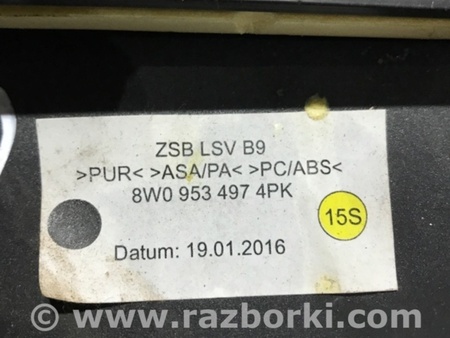 ZSB LSV B9
>PUR< >ASA/PA< >PC/ABS<
8W0 953 497 4PK
15S
Datum: 19.01.2016
© www.razborki.com